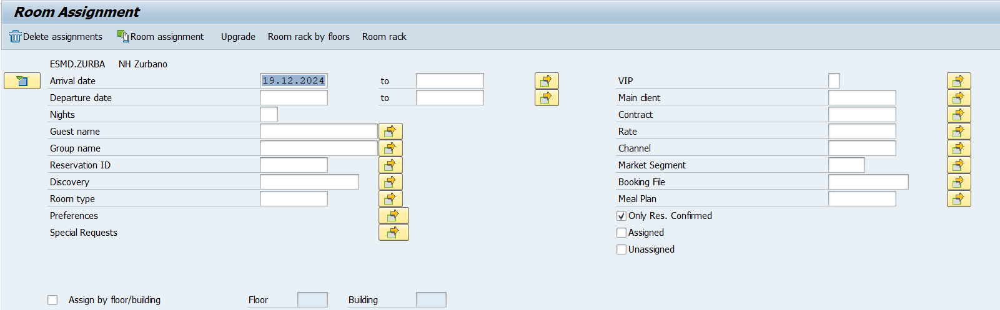 Room Assignment
Delete assignments Room assignment Upgrade Room rack by floors Room rack
ESMD.ZURBA NH Zurbano
Arrival date 19.12.2024 to VIP
Departure date to Main client
Nights Contract
Guest name Rate
Group name Channel
Reservation ID Market Segment
Discovery Booking File
Room type Meal Plan
Preferences Only Res. Confirmed
Special Requests Assigned
Unassigned
Assign by floor/building Floor Building